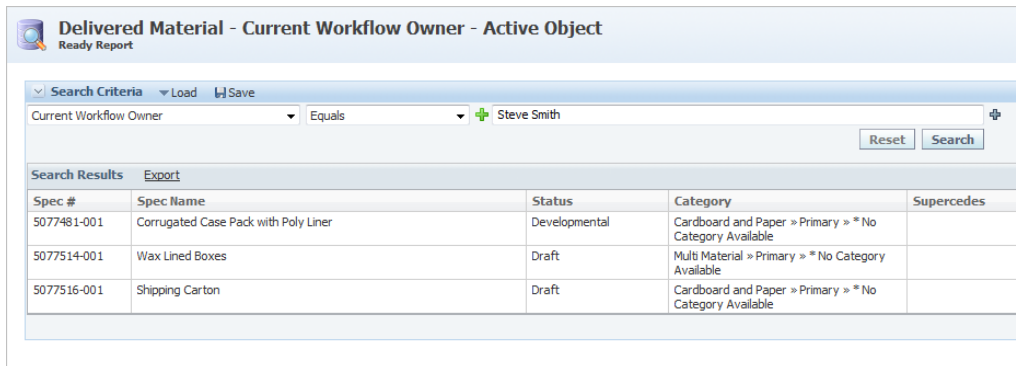 Delivered Material - Current Workflow Owner - Active Object
Ready Report
Search Criteria Load Save
Current Workflow Owner Equals Steve Smith
Reset Search
Search Results Export
Spec # Spec Name Status Category Supercedes
5077481-001 Corrugated Case Pack with Poly Liner Developmental Cardboard and Paper » Primary » * No
Category Available
5077514-001 Wax Lined Boxes Draft Multi Material » Primary » * No Category
Available
5077516-001 Shipping Carton Draft Cardboard and Paper » Primary » * No
Category Available